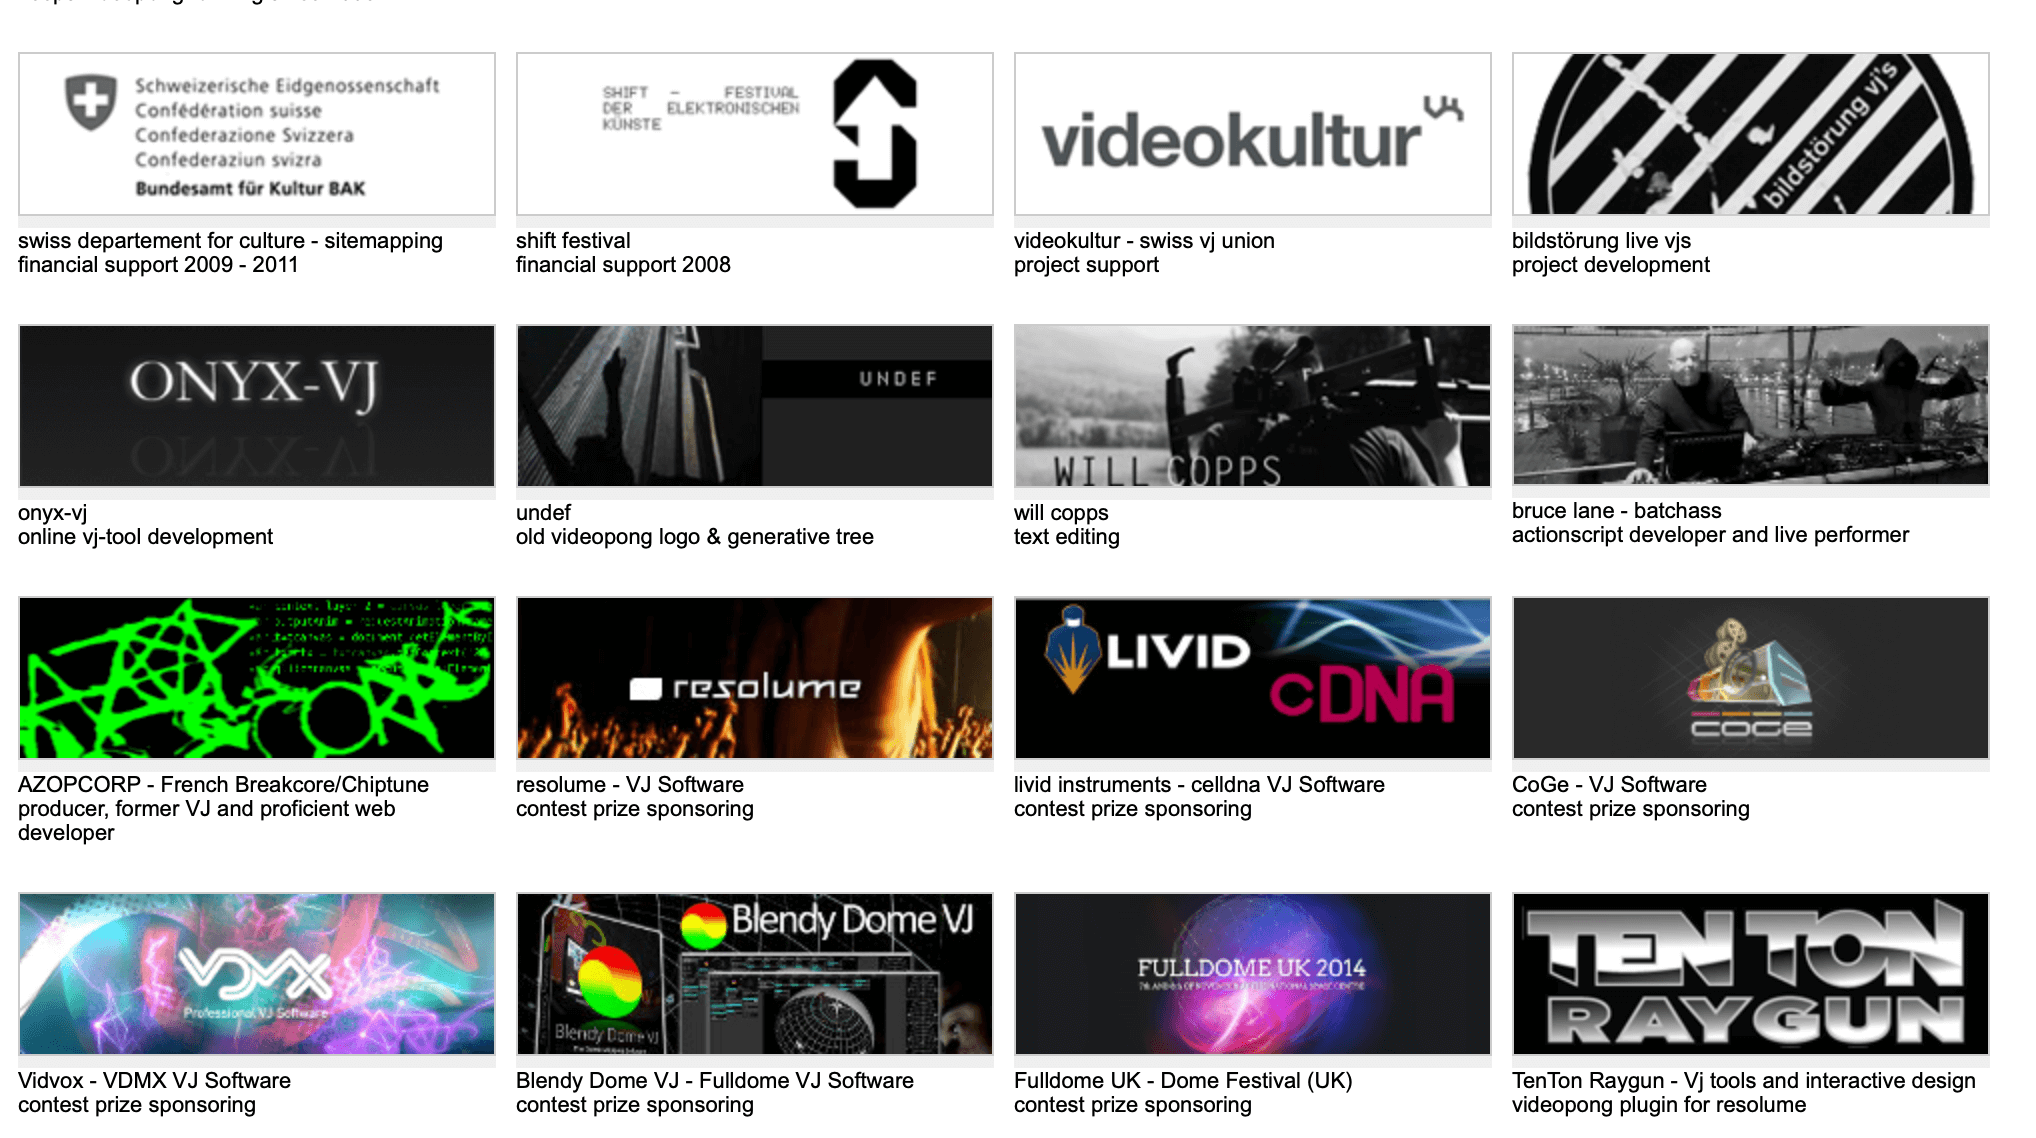 Schweizerische Eidgenossenschaft
Confédération suisse
Confederazione Svizzera
Confederaziun svizra
Bundesamt für Kultur BAK
swiss departement for culture - sitemapping
financial support 2009 - 2011
SHIFT – FESTIVAL
DER ELEKTRONISCHEN
KÜNSTE
shift festival
financial support 2008
videokultur
videokultur - swiss vj union
project support
bildstörung vj's
bildstörung live vjs
project development
ONYX-VJ
onyx-vj
online vj-tool development
UNDEF
undef
old videopong logo & generative tree
WILL COPPS
will copps
text editing
bruce lane - batchass
actionscript developer and live performer
AZOPCORP - French Breakcore/Chiptune
producer, former VJ and proficient web
developer
resolume
resolume - VJ Software
contest prize sponsoring
LIVID
cDNA
livid instruments - celldna VJ Software
contest prize sponsoring
COGE
CoGe - VJ Software
contest prize sponsoring
VDMX
Professional VJ Software
Vidvox - VDMX VJ Software
contest prize sponsoring
Blendy Dome VJ
Blendy Dome VJ
Blendy Dome VJ - Fulldome VJ Software
contest prize sponsoring
FULLDOME UK 2014
Fulldome UK - Dome Festival (UK)
contest prize sponsoring
TEN TON
RAYGUN
TenTon Raygun - Vj tools and interactive design
videopong plugin for resolume